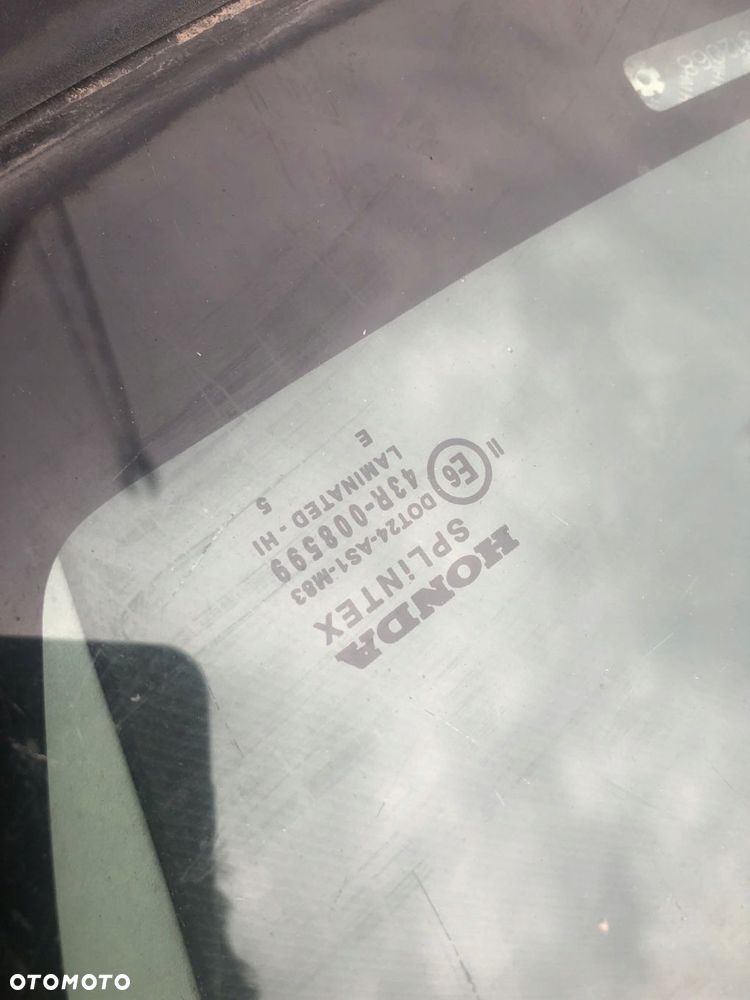 HONDA
SPLiNTEX
DOT24-AS1-M83
E6
43R-008599
II
LAMINATED - HI
5
E
OTOMOTO